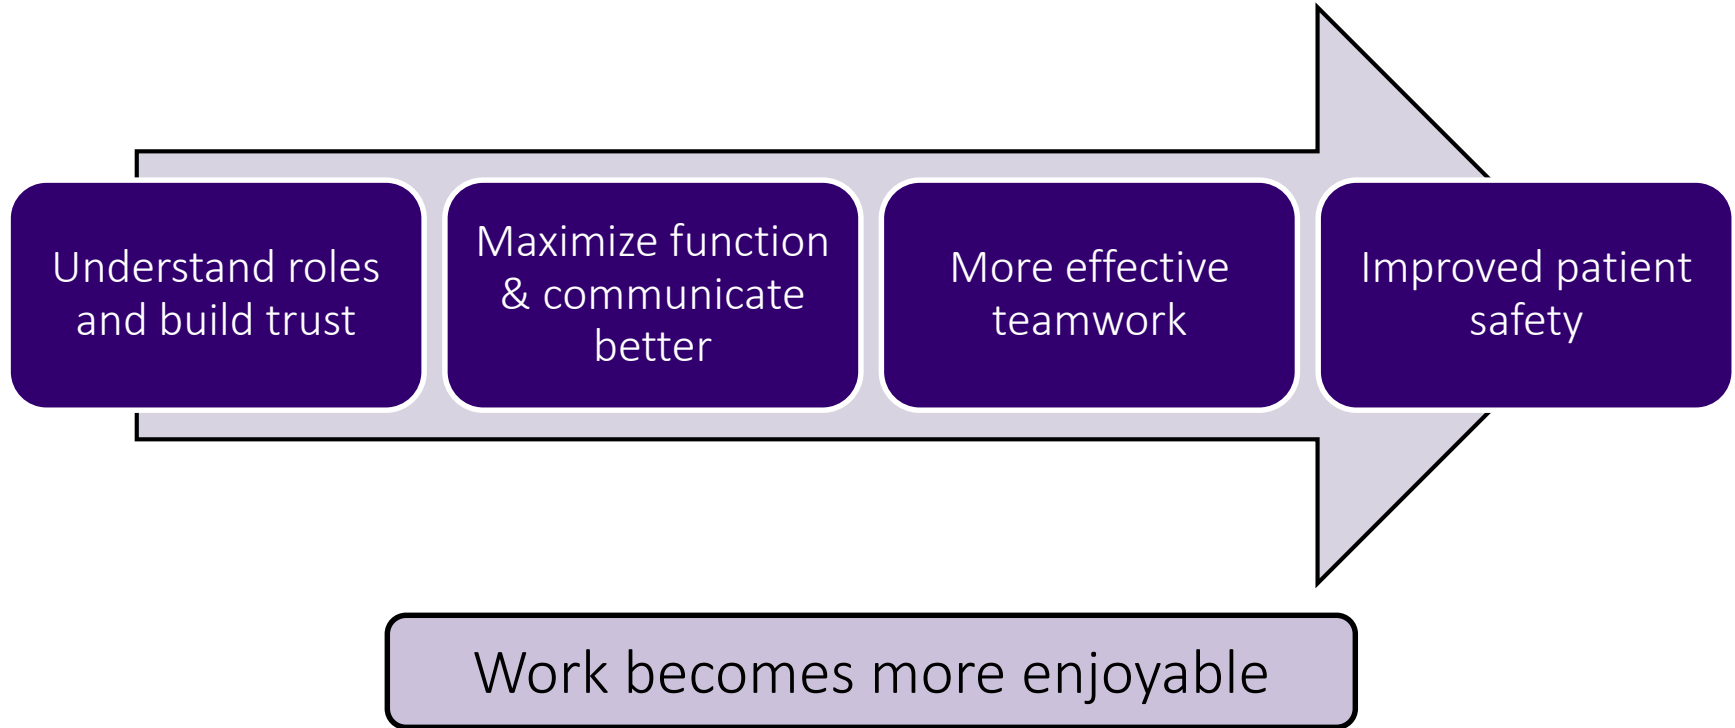 Understand roles
and build trust
Maximize function
& communicate
better
More effective
teamwork
Improved patient
safety
Work becomes more enjoyable